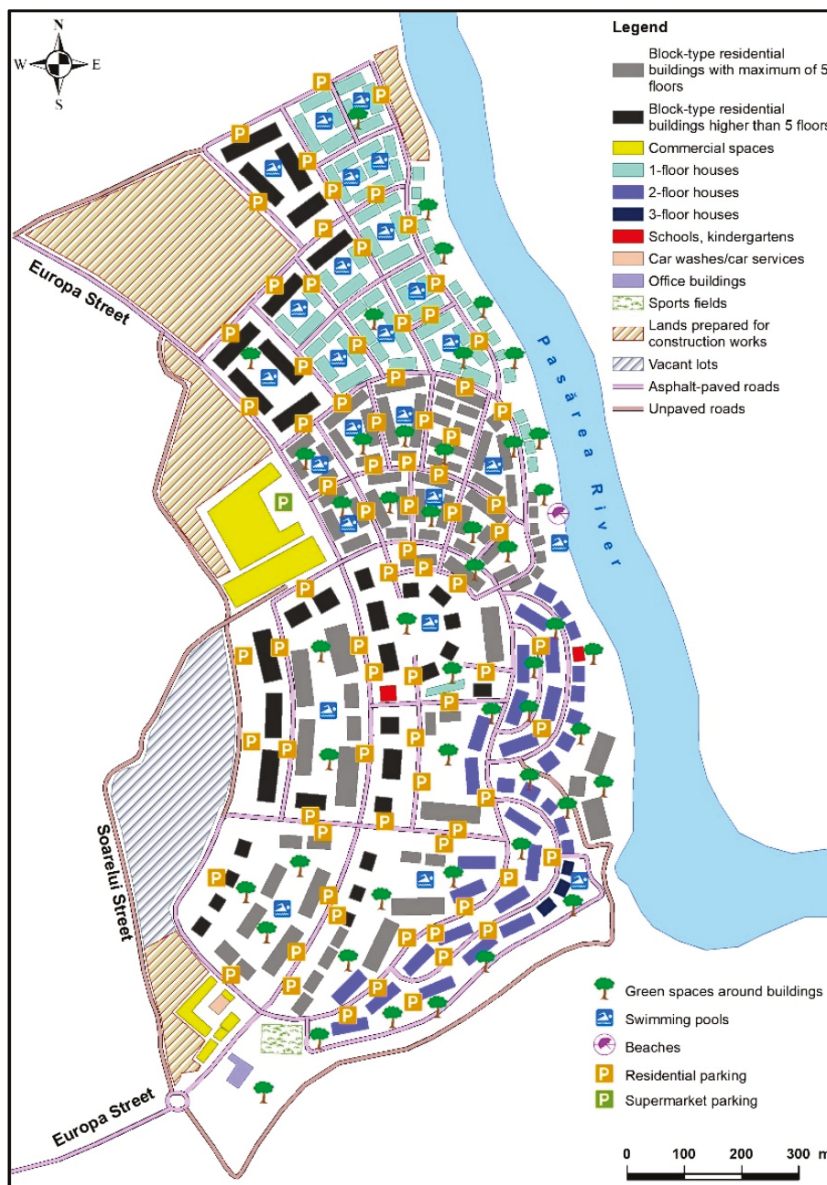 N
W E
S
Legend
Block-type residential
buildings with maximum of 5
floors
Block-type residential
buildings higher than 5 floors
Commercial spaces
1-floor houses
2-floor houses
3-floor houses
Schools, kindergartens
Car washes/car services
Office buildings
Sports fields
Lands prepared for
construction works
Vacant lots
Asphalt-paved roads
Unpaved roads
Europa Street
Pasărea River
Soarelui Street
Europa Street
Green spaces around buildings
Swimming pools
Beaches
P Residential parking
P Supermarket parking
0 100 200 300 m